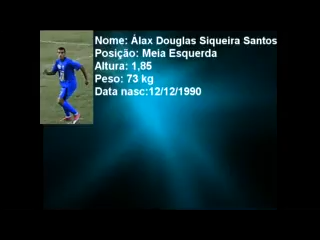 Nome: Álax Douglas Siqueira Santos
Posição: Meia Esquerda
Altura: 1,85
Peso: 73 kg
Data nasc:12/12/1990